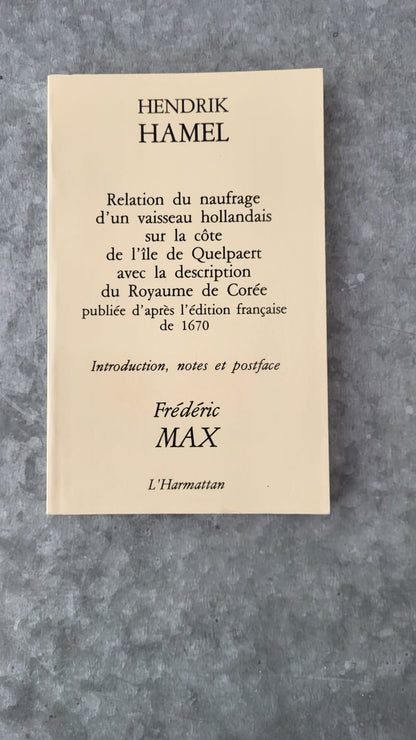 HENDRIK
HAMEL
Relation du naufrage
d'un vaisseau hollandais
sur la côte
de l'île de Quelpaert
avec la description
du Royaume de Corée
publiée d'après l'édition française
de 1670
Introduction, notes et postface
Frédéric
MAX
L'Harmattan